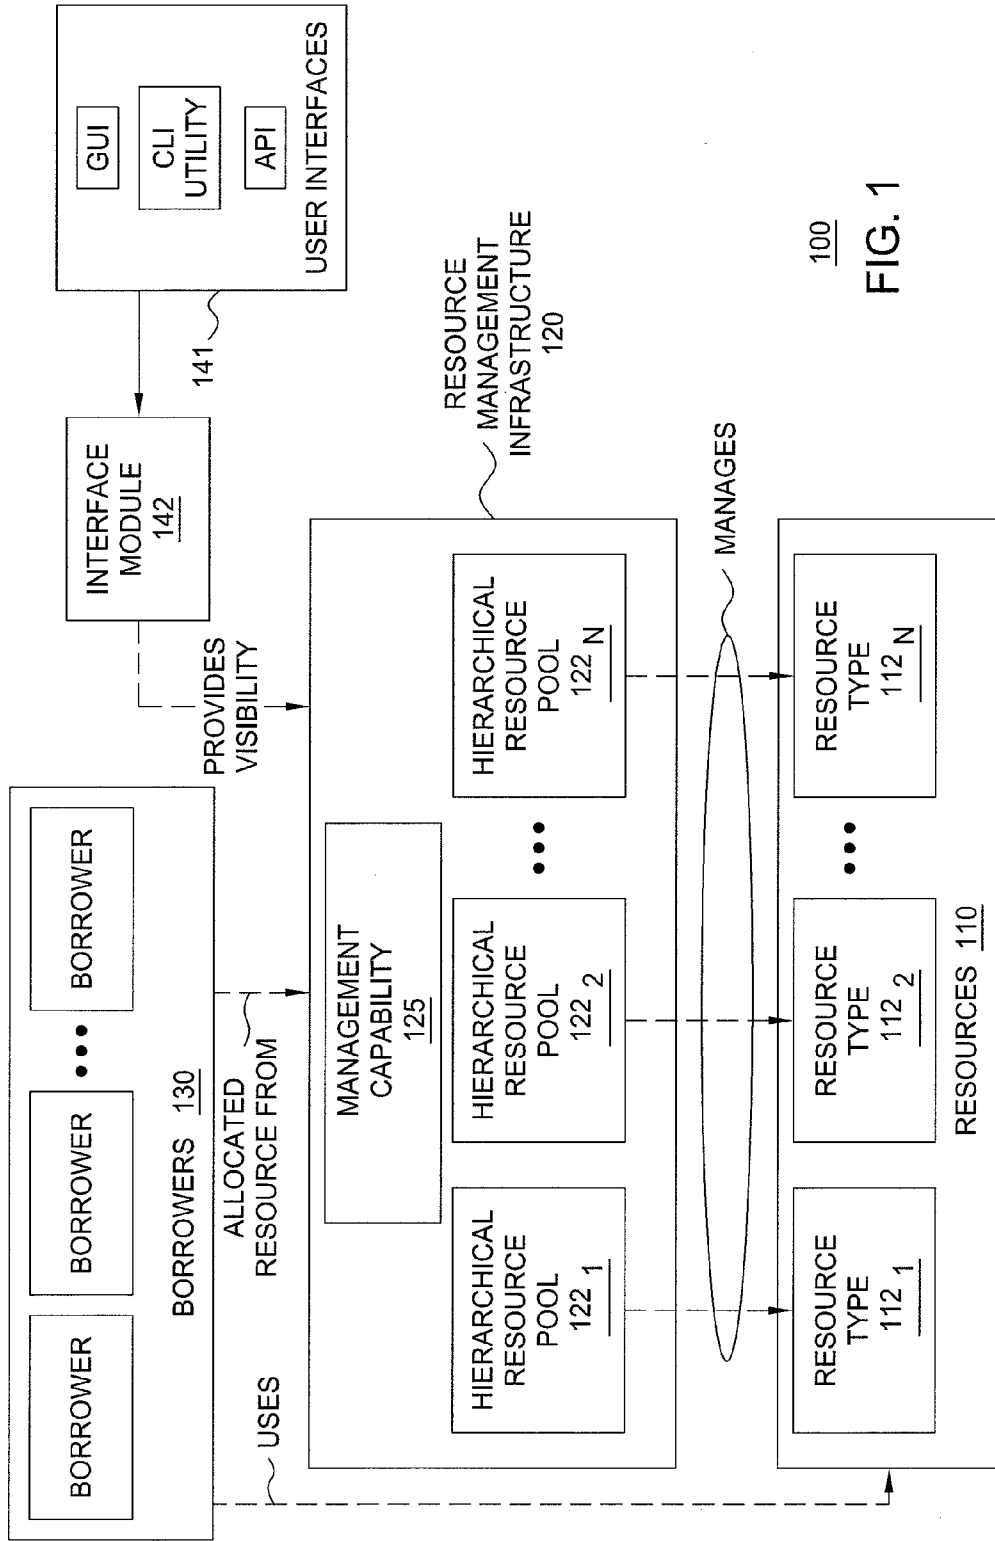 BORROWER
BORROWER
BORROWER
BORROWERS 130
GUI
CLI
UTILITY
API
USER INTERFACES
141
INTERFACE
MODULE
142
USES
ALLOCATED
RESOURCE FROM
PROVIDES
VISIBILITY
RESOURCE
MANAGEMENT
INFRASTRUCTURE
120
MANAGEMENT
CAPABILITY
125
HIERARCHICAL
RESOURCE
POOL
122 1
HIERARCHICAL
RESOURCE
POOL
122 2
HIERARCHICAL
RESOURCE
POOL
122 N
MANAGES
RESOURCE
TYPE
112 1
RESOURCE
TYPE
112 2
RESOURCE
TYPE
112 N
RESOURCES 110
100
FIG. 1